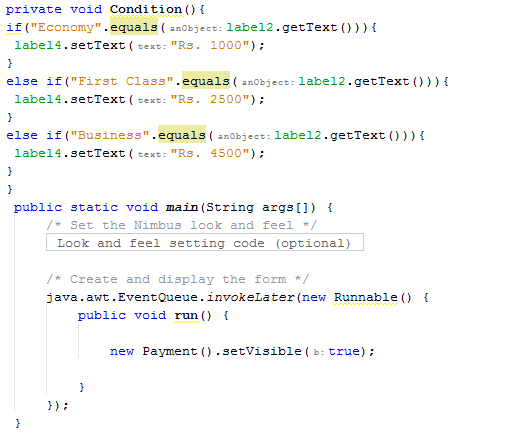 private void Condition(){
if("Economy".equals(anObject:label2.getText())){
label4.setText(text:"Rs. 1000");
}
else if("First Class".equals(anObject:label2.getText())){
label4.setText(text:"Rs. 2500");
}
else if("Business".equals(anObject:label2.getText())){
label4.setText(text:"Rs. 4500");
}
}
public static void main(String args[]) {
/* Set the Nimbus look and feel */
Look and feel setting code (optional)
/* Create and display the form */
java.awt.EventQueue.invokeLater(new Runnable() {
public void run() {
new Payment().setVisible(b:true);
}
});
}